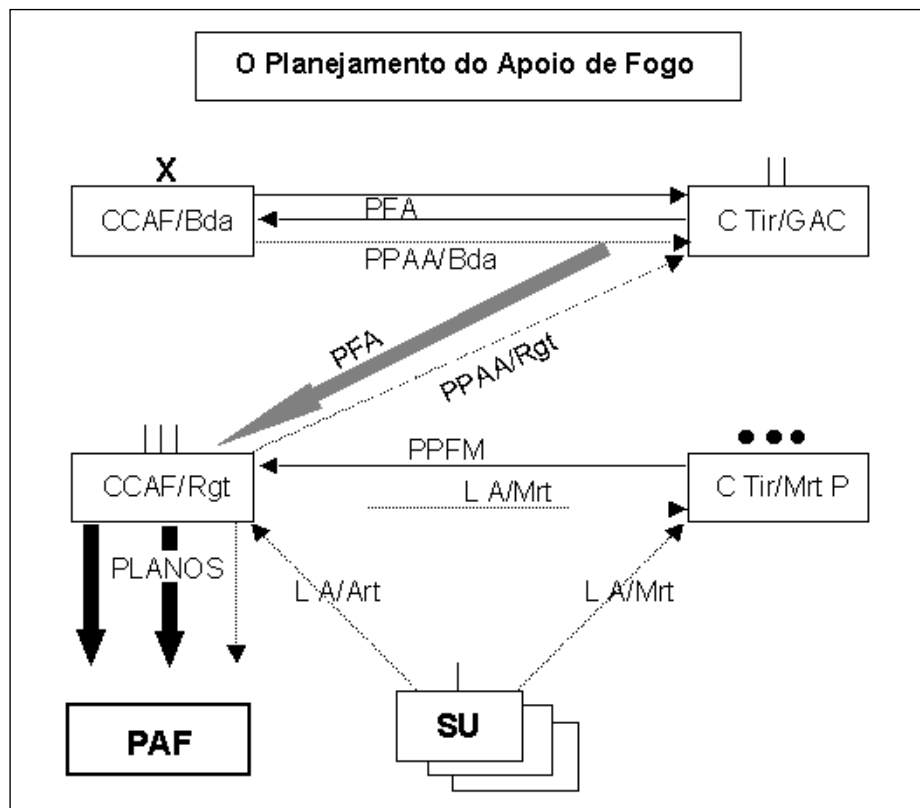 O Planejamento do Apoio de Fogo
X
CCAF/Bda
PFA
C Tir/GAC
PPAA/Bda
PFA
PPAA/Rgt
CCAF/Rgt
PPFM
L A/Mrt
C Tir/Mrt P
PLANOS
L A/Art
L A/Mrt
PAF
SU